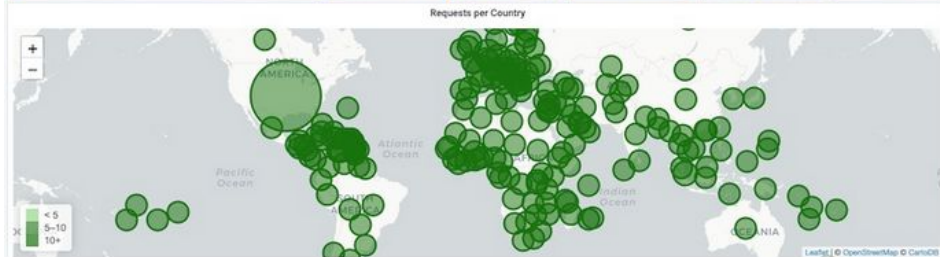 Requests per Country
+
−
NORTH
AMERICA
Atlantic
Ocean
Pacific
Ocean
Indian
Ocean
SOUTH
AMERICA
OCEANIA
< 5
5–10
10+
Leaflet | © OpenStreetMap © CartoDB